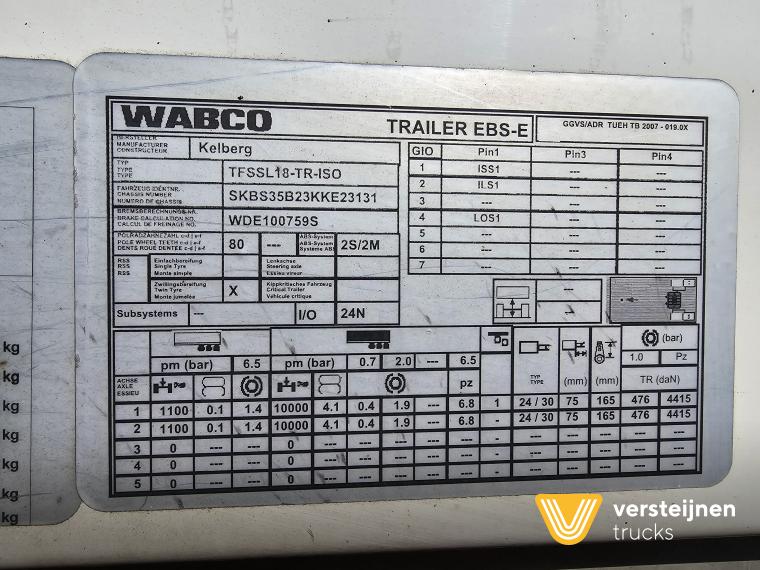 WABCO
TRAILER EBS-E
GGVS/ADR TUEH TB 2007 - 019.0X
HERSTELLER
MANUFACTURER
CONSTRUCTEUR
Kelberg
TYP
TYPE
TYPE
TFSSL18-TR-ISO
FAHRZEUG IDENTNR.
CHASSIS NUMBER
NUMERO DE CHASSIS
SKBS35B23KKE23131
BREMSBERECHNUNGS-NR.
BRAKE CALCULATION NO.
CALCUL DE FREINAGE NO.
WDE100759S
POLRADZAHNEZAHL c-d | e-f
POLE WHEEL TEETH c-d | e-f
DENTS ROUE DENTEE c-d | e-f
80 ---
ABS-System
ABS-System
Système ABS
2S/2M
RSS
RSS
RSS
Einfachbereifung
Single Tyre
Monte simple
Lenkachse
Steering axle
Essieu vireur
Zwillingsbereifung
Twin Tyre
Monte jumelée
X
Kippkritisches Fahrzeug
Critical Trailer
Véhicule critique
Subsystems --- I/O 24N
GIO Pin1 Pin3 Pin4
1 ISS1 --- ---
2 ILS1 --- ---
3 --- --- ---
4 LOS1 --- ---
5 --- --- ---
6 --- --- ---
7 --- --- ---
---
---
pm (bar) 6.5 pm (bar) 0.7 2.0 --- 6.5
(bar)
1.0 Pz
ACHSE
AXLE
ESSIEU
pz
TYP
TYPE
(mm) (mm) TR (daN)
1 1100 0.1 1.4 10000 4.1 0.4 1.9 --- 6.8 1 24 / 30 75 165 476 4415
2 1100 0.1 1.4 10000 4.1 0.4 1.9 --- 6.8 - 24 / 30 75 165 476 4415
3 0 --- --- 0 --- --- --- --- --- - --- --- --- --- ---
4 0 --- --- 0 --- --- --- --- --- - --- --- --- --- ---
5 0 --- --- 0 --- --- --- --- --- - --- --- --- --- ---
kg
kg
kg
kg
kg
kg
kg
versteijnen
trucks